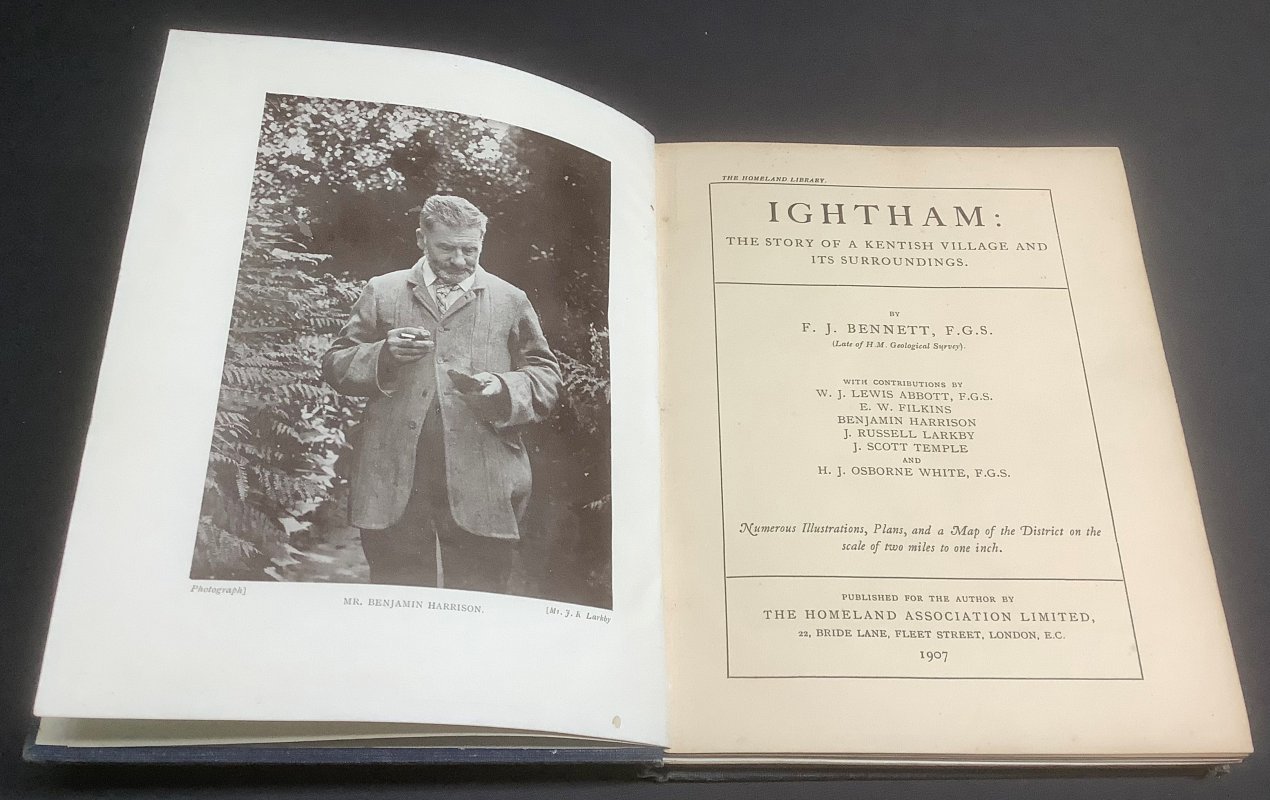 Photograph]
MR. BENJAMIN HARRISON.
[Mr. J. R. Larkby
THE HOMELAND LIBRARY.
IGHTHAM:
THE STORY OF A KENTISH VILLAGE AND
ITS SURROUNDINGS.
BY
F. J. BENNETT, F.G.S.
(Late of H.M. Geological Survey).
WITH CONTRIBUTIONS BY
W. J. LEWIS ABBOTT, F.G.S.
E. W. FILKINS
BENJAMIN HARRISON
J. RUSSELL LARKBY
J. SCOTT TEMPLE
AND
H. J. OSBORNE WHITE, F.G.S.
Numerous Illustrations, Plans, and a Map of the District on the
scale of two miles to one inch.
PUBLISHED FOR THE AUTHOR BY
THE HOMELAND ASSOCIATION LIMITED,
22, BRIDE LANE, FLEET STREET, LONDON, E.C.
1907